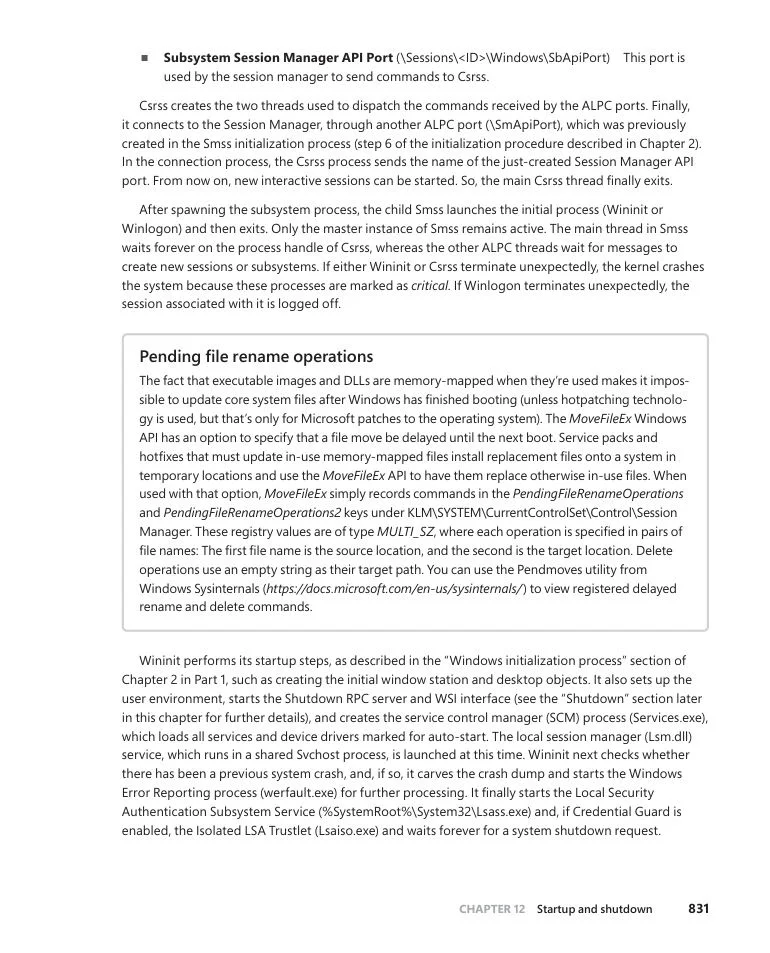 ■ Subsystem Session Manager API Port (\Sessions\<ID>\Windows\SbApiPort) This port is
used by the session manager to send commands to Csrss.
Csrss creates the two threads used to dispatch the commands received by the ALPC ports. Finally,
it connects to the Session Manager, through another ALPC port (\SmApiPort), which was previously
created in the Smss initialization process (step 6 of the initialization procedure described in Chapter 2).
In the connection process, the Csrss process sends the name of the just-created Session Manager API
port. From now on, new interactive sessions can be started. So, the main Csrss thread finally exits.
After spawning the subsystem process, the child Smss launches the initial process (Wininit or
Winlogon) and then exits. Only the master instance of Smss remains active. The main thread in Smss
waits forever on the process handle of Csrss, whereas the other ALPC threads wait for messages to
create new sessions or subsystems. If either Wininit or Csrss terminate unexpectedly, the kernel crashes
the system because these processes are marked as critical. If Winlogon terminates unexpectedly, the
session associated with it is logged off.
Pending file rename operations
The fact that executable images and DLLs are memory-mapped when they're used makes it impos-
sible to update core system files after Windows has finished booting (unless hotpatching technolo-
gy is used, but that's only for Microsoft patches to the operating system). The MoveFileEx Windows
API has an option to specify that a file move be delayed until the next boot. Service packs and
hotfixes that must update in-use memory-mapped files install replacement files onto a system in
temporary locations and use the MoveFileEx API to have them replace otherwise in-use files. When
used with that option, MoveFileEx simply records commands in the PendingFileRenameOperations
and PendingFileRenameOperations2 keys under KLM\SYSTEM\CurrentControlSet\Control\Session
Manager. These registry values are of type MULTI_SZ, where each operation is specified in pairs of
file names: The first file name is the source location, and the second is the target location. Delete
operations use an empty string as their target path. You can use the Pendmoves utility from
Windows Sysinternals (https://docs.microsoft.com/en-us/sysinternals/) to view registered delayed
rename and delete commands.
Wininit performs its startup steps, as described in the "Windows initialization process" section of
Chapter 2 in Part 1, such as creating the initial window station and desktop objects. It also sets up the
user environment, starts the Shutdown RPC server and WSI interface (see the "Shutdown" section later
in this chapter for further details), and creates the service control manager (SCM) process (Services.exe),
which loads all services and device drivers marked for auto-start. The local session manager (Lsm.dll)
service, which runs in a shared Svchost process, is launched at this time. Wininit next checks whether
there has been a previous system crash, and, if so, it carves the crash dump and starts the Windows
Error Reporting process (werfault.exe) for further processing. It finally starts the Local Security
Authentication Subsystem Service (%SystemRoot%\System32\Lsass.exe) and, if Credential Guard is
enabled, the Isolated LSA Trustlet (Lsaiso.exe) and waits forever for a system shutdown request.
CHAPTER 12 Startup and shutdown 831